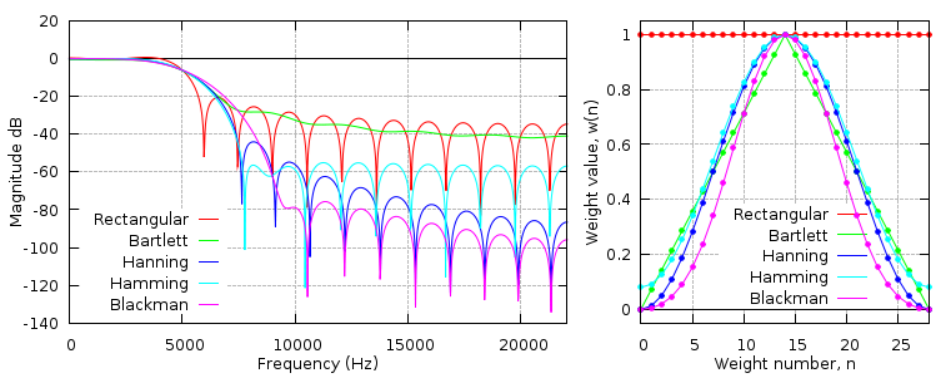 20
0
-20
-40
-60
-80
-100
-120
-140
Magnitude dB
Rectangular
Bartlett
Hanning
Hamming
Blackman
0 5000 10000 15000 20000
Frequency (Hz)
1
0.8
0.6
0.4
0.2
0
Weight value, w(n)
Rectangular
Bartlett
Hanning
Hamming
Blackman
0 5 10 15 20 25
Weight number, n